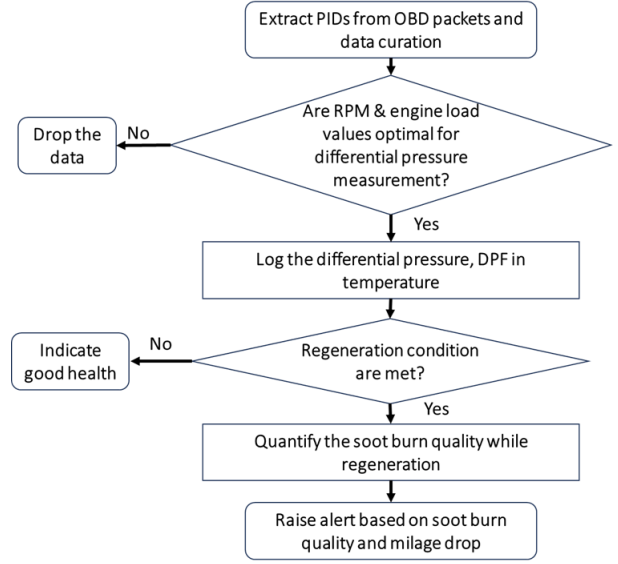 Extract PIDs from OBD packets and
data curation
Are RPM & engine load
values optimal for
differential pressure
measurement?
No
Drop the
data
Yes
Log the differential pressure, DPF in
temperature
Regeneration condition
are met?
No
Indicate
good health
Yes
Quantify the soot burn quality while
regeneration
Raise alert based on soot burn
quality and milage drop